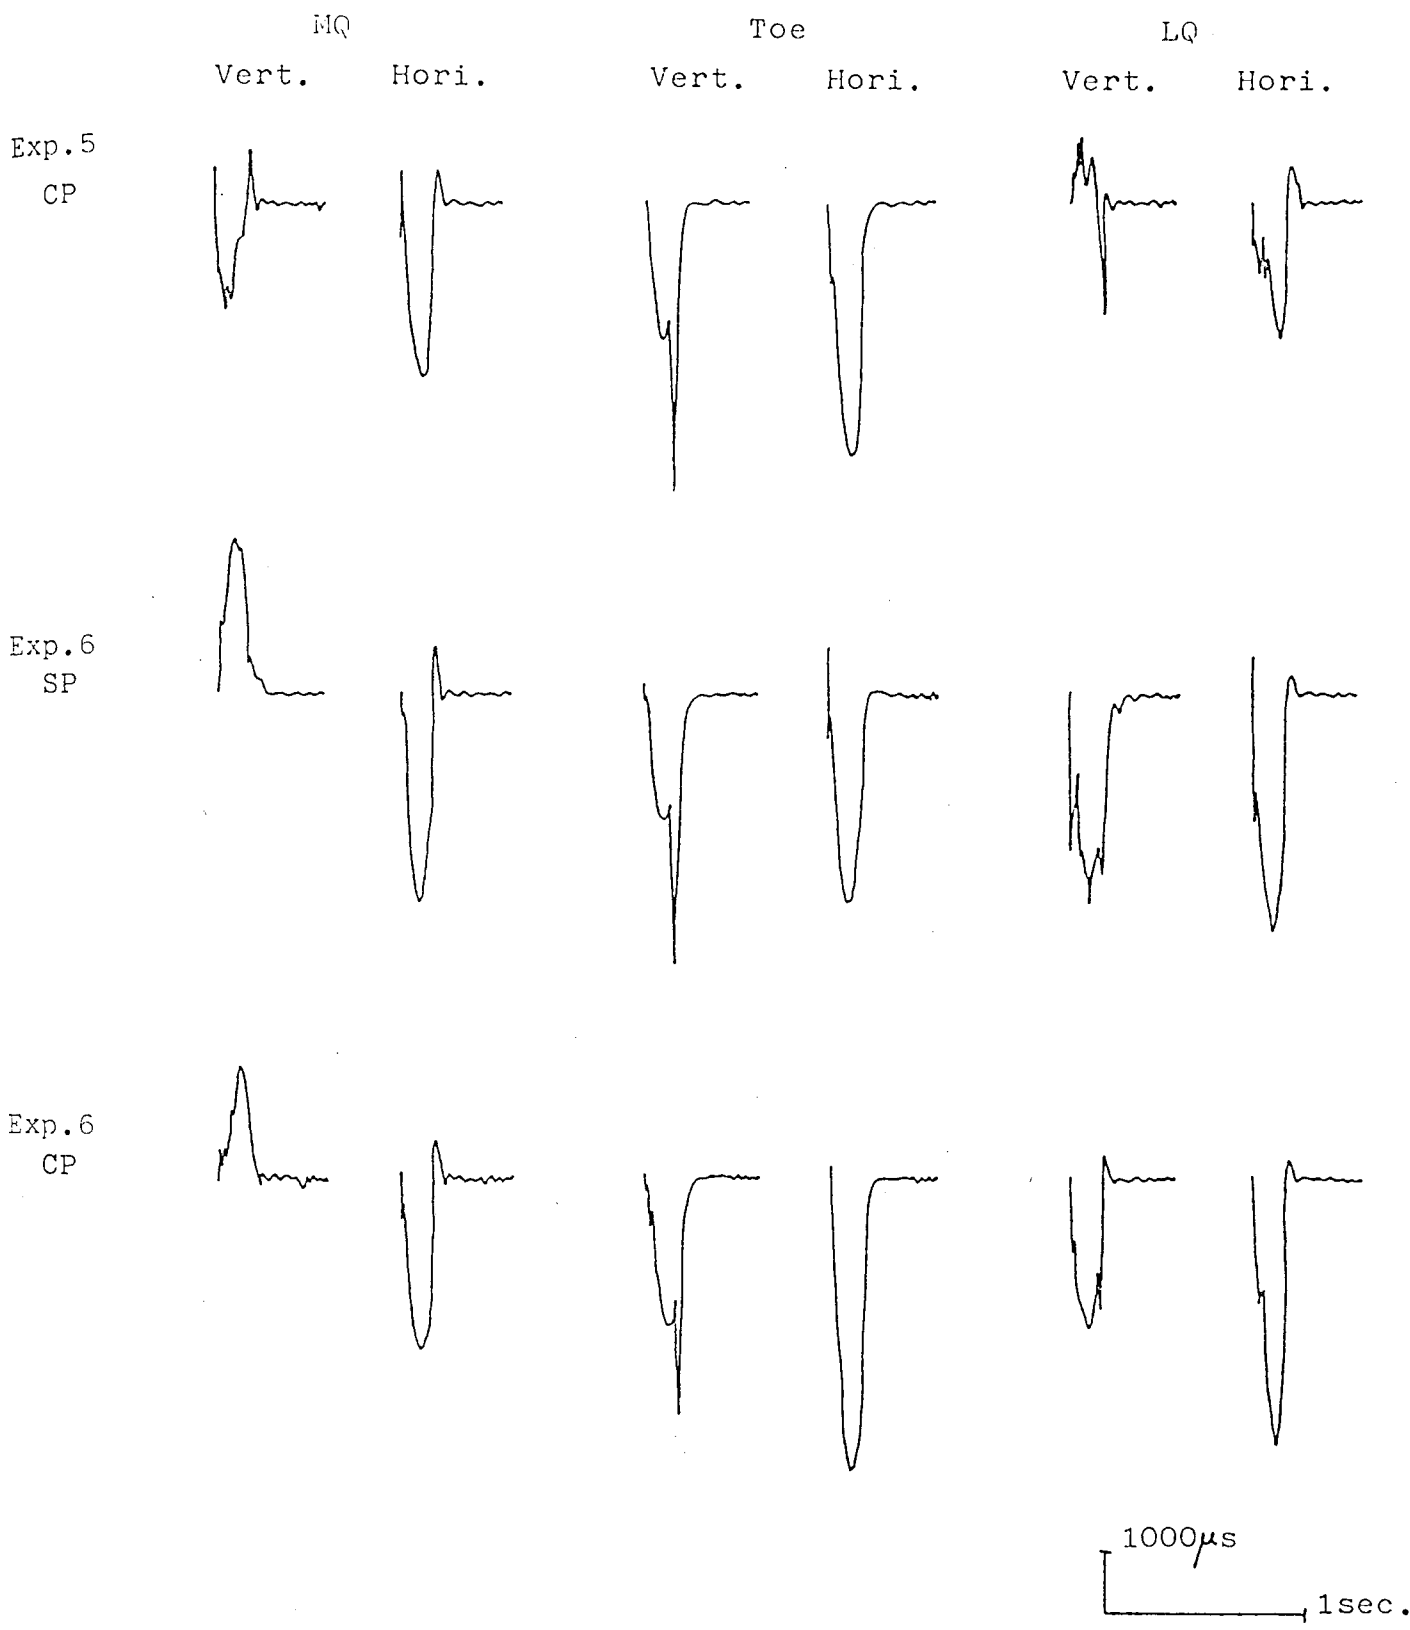 MQ Toe LQ
Vert. Hori. Vert. Hori. Vert. Hori.
Exp.5
CP
Exp.6
SP
Exp.6
CP
1000μs
1sec.